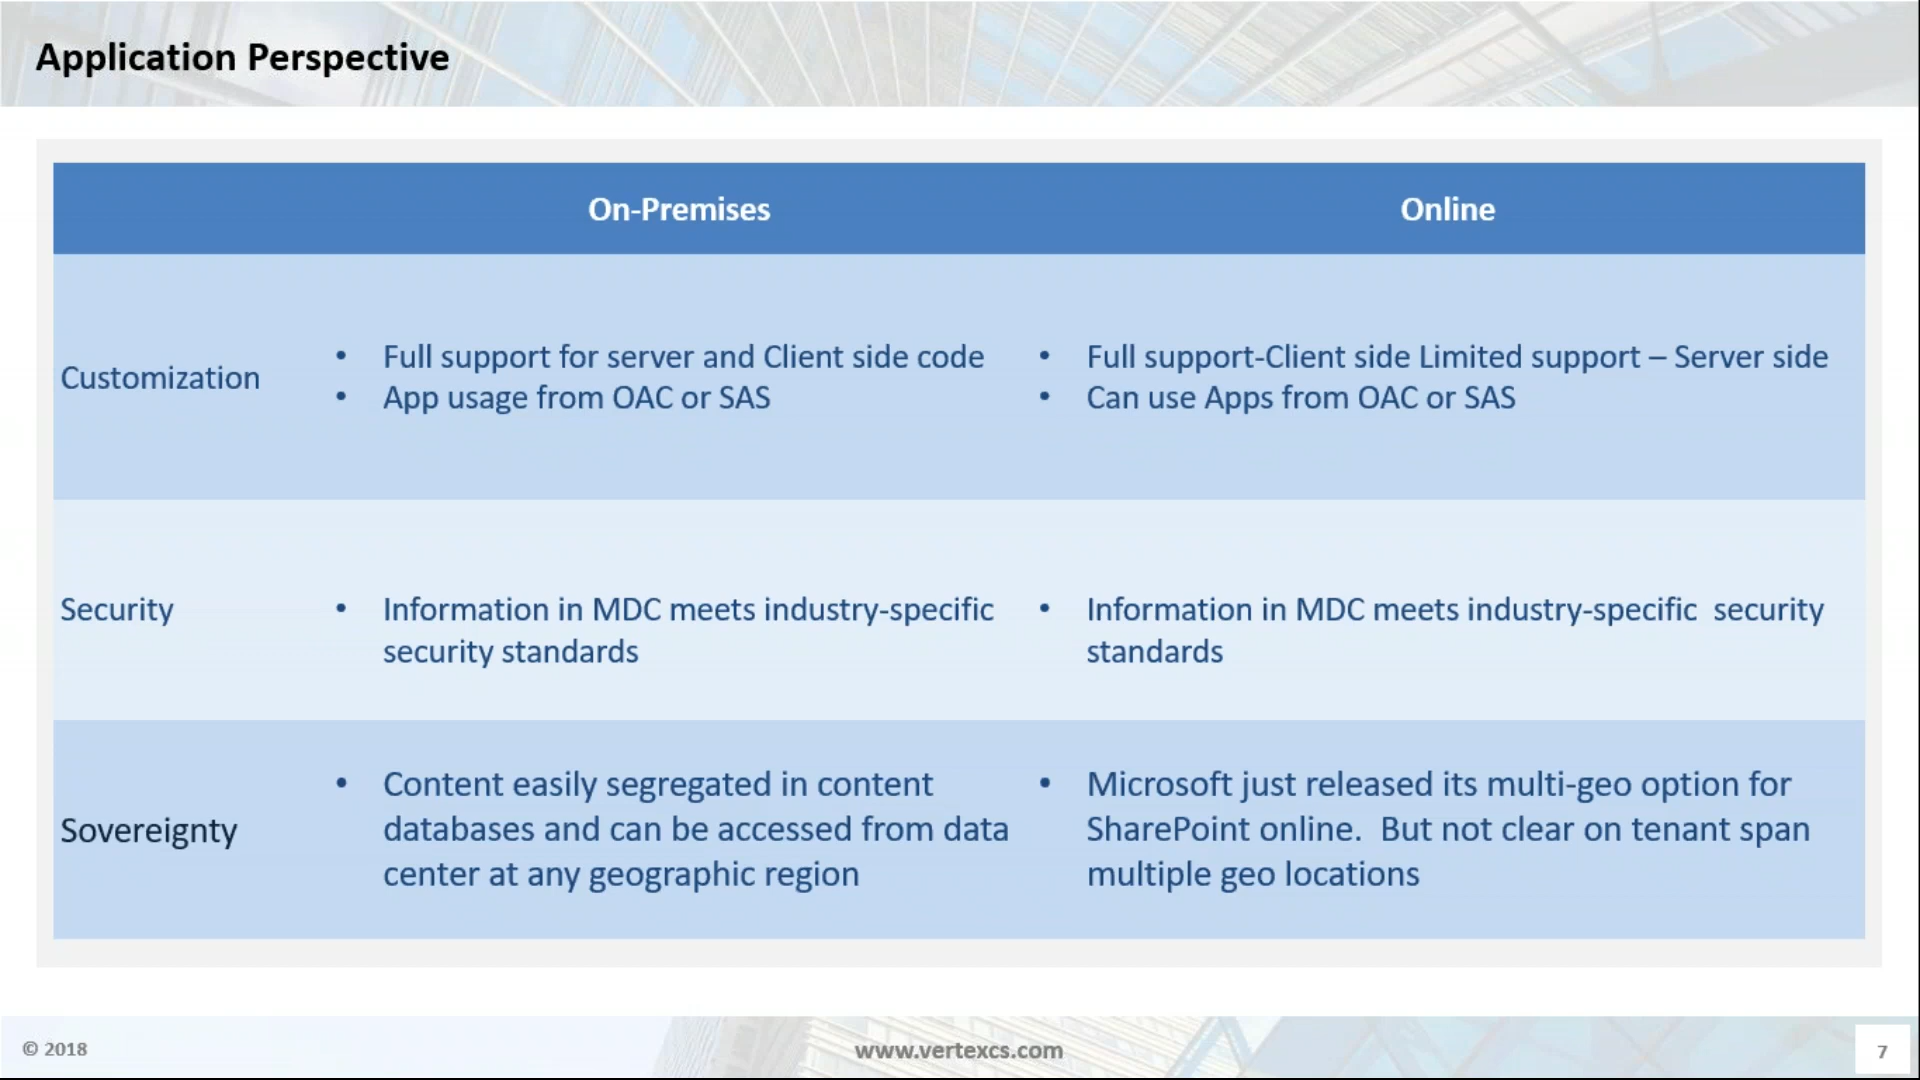 Application Perspective
On-Premises
Online
Customization
• Full support for server and Client side code
• App usage from OAC or SAS
• Full support-Client side Limited support – Server side
• Can use Apps from OAC or SAS
Security
• Information in MDC meets industry-specific
security standards
• Information in MDC meets industry-specific  security
standards
Sovereignty
• Content easily segregated in content
databases and can be accessed from data
center at any geographic region
• Microsoft just released its multi-geo option for
SharePoint online.  But not clear on tenant span
multiple geo locations
© 2018
www.vertexcs.com
7